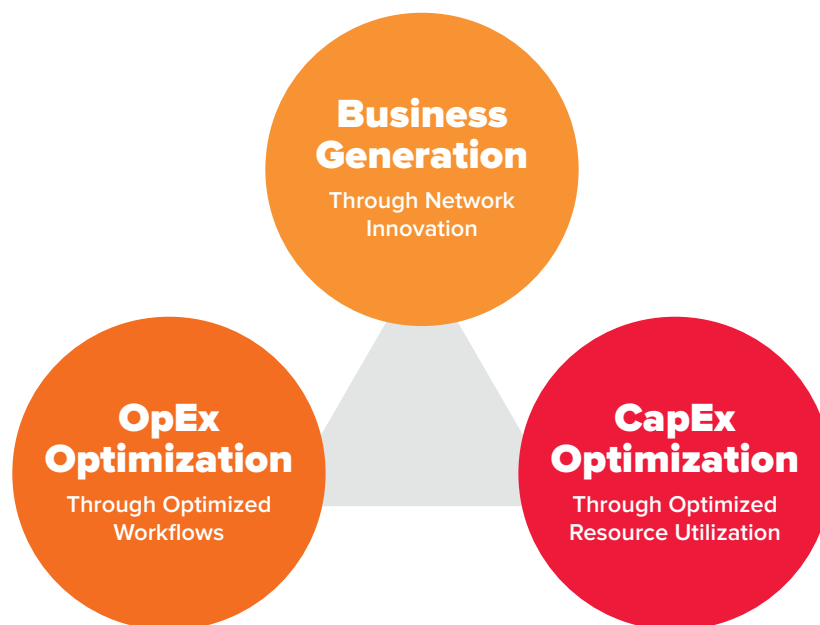 Business
Generation
Through Network
Innovation
OpEx
Optimization
Through Optimized
Workflows
CapEx
Optimization
Through Optimized
Resource Utilization